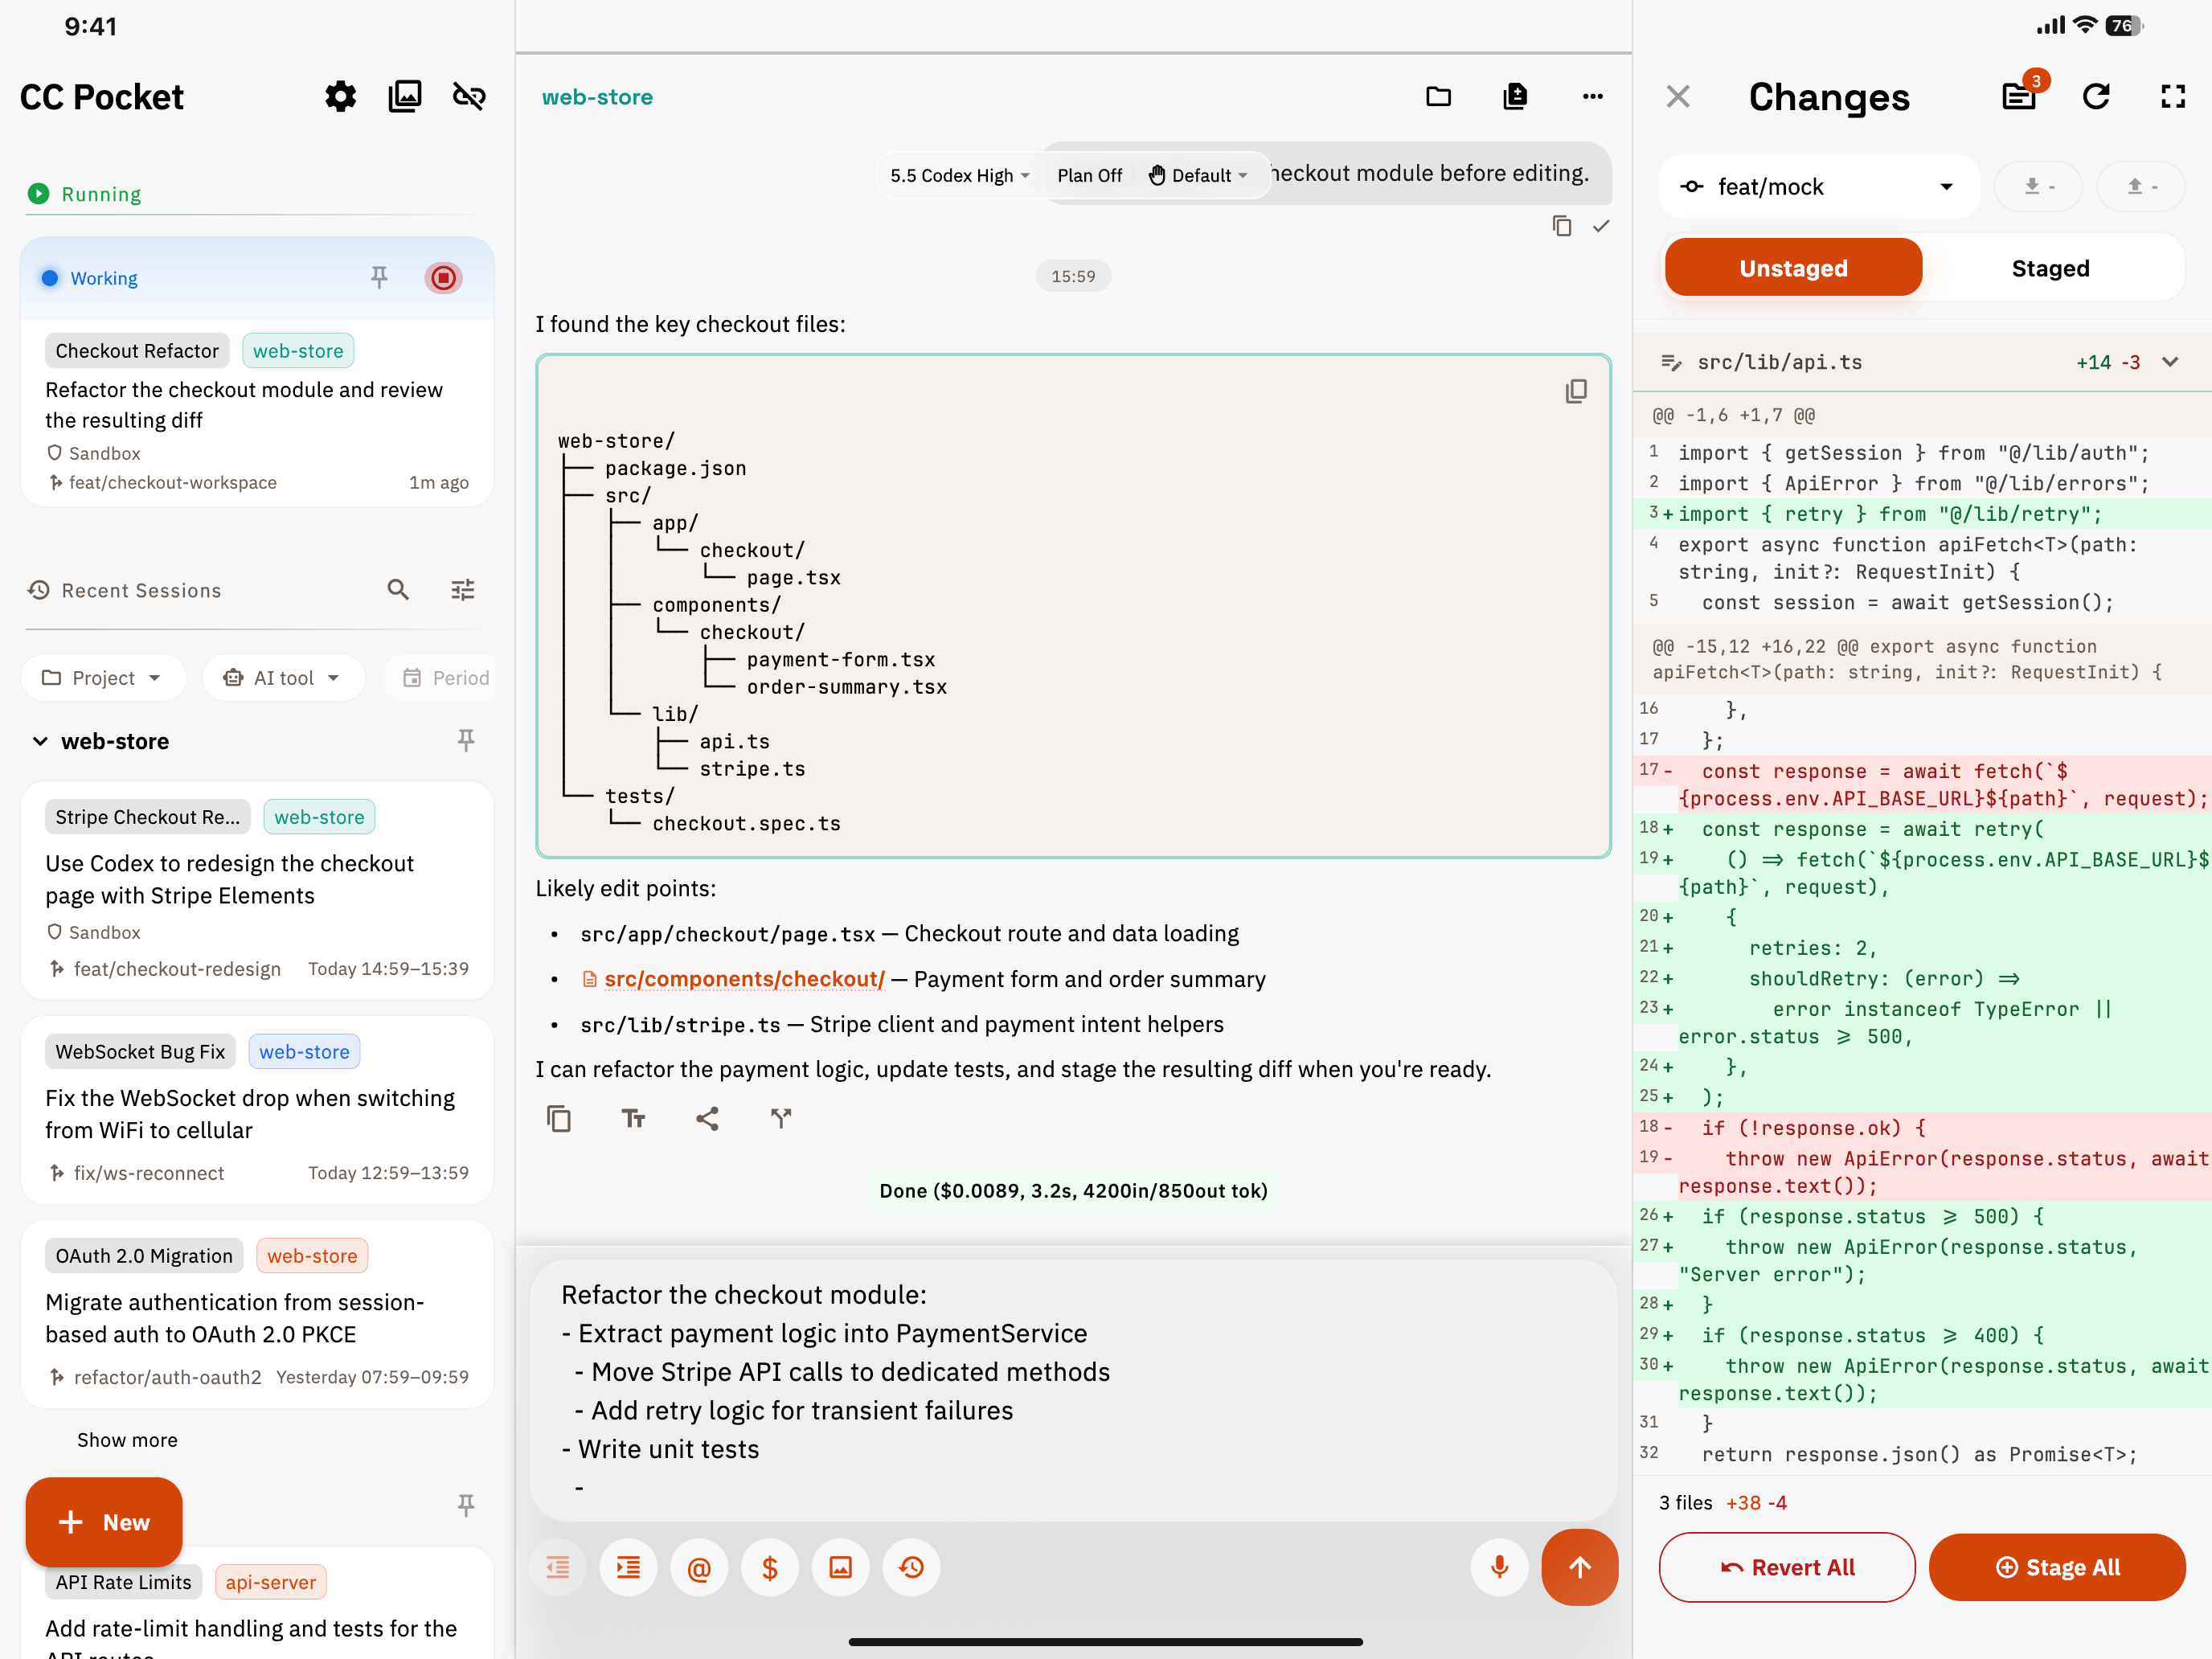 9:41
76
CC Pocket
Running
Working
Checkout Refactor
web-store
Refactor the checkout module and review
the resulting diff
Sandbox
feat/checkout-workspace
1m ago
Recent Sessions
Project
AI tool
Period
web-store
Stripe Checkout Re...
web-store
Use Codex to redesign the checkout
page with Stripe Elements
Sandbox
feat/checkout-redesign
Today 14:59–15:39
WebSocket Bug Fix
web-store
Fix the WebSocket drop when switching
from WiFi to cellular
fix/ws-reconnect
Today 12:59–13:59
OAuth 2.0 Migration
web-store
Migrate authentication from session-
based auth to OAuth 2.0 PKCE
refactor/auth-oauth2
Yesterday 07:59–09:59
Show more
New
API Rate Limits
api-server
Add rate-limit handling and tests for the
web-store
5.5 Codex High
Plan Off
Default
heckout module before editing.
15:59
I found the key checkout files:
web-store/
├── package.json
├── src/
│   ├── app/
│   │   └── checkout/
│   │       └── page.tsx
│   ├── components/
│   │   └── checkout/
│   │       ├── payment-form.tsx
│   │       └── order-summary.tsx
│   └── lib/
│       ├── api.ts
│       └── stripe.ts
└── tests/
    └── checkout.spec.ts
Likely edit points:
• src/app/checkout/page.tsx — Checkout route and data loading
• src/components/checkout/ — Payment form and order summary
• src/lib/stripe.ts — Stripe client and payment intent helpers
I can refactor the payment logic, update tests, and stage the resulting diff when you're ready.
Done ($0.0089, 3.2s, 4200in/850out tok)
Refactor the checkout module:
- Extract payment logic into PaymentService
  - Move Stripe API calls to dedicated methods
  - Add retry logic for transient failures
- Write unit tests
  -
@
$
Changes
3
feat/mock
-
-
Unstaged
Staged
src/lib/api.ts
+14 -3
@@ -1,6 +1,7 @@
1 import { getSession } from "@/lib/auth";
2 import { ApiError } from "@/lib/errors";
3 + import { retry } from "@/lib/retry";
4 export async function apiFetch<T>(path:
string, init?: RequestInit) {
5   const session = await getSession();
@@ -15,12 +16,22 @@ export async function
apiFetch<T>(path: string, init?: RequestInit) {
16     },
17   };
17 -   const response = await fetch(`$
{process.env.API_BASE_URL}${path}`, request);
18 +   const response = await retry(
19 +     () => fetch(`${process.env.API_BASE_URL}$
{path}`, request),
20 +     {
21 +       retries: 2,
22 +       shouldRetry: (error) =>
23 +         error instanceof TypeError ||
error.status >= 500,
24 +     },
25 +   );
18 -   if (!response.ok) {
19 -     throw new ApiError(response.status, await
response.text());
26 +   if (response.status >= 500) {
27 +     throw new ApiError(response.status,
"Server error");
28 +   }
29 +   if (response.status >= 400) {
30 +     throw new ApiError(response.status, await
response.text());
31   }
32   return response.json() as Promise<T>;
3 files +38 -4
Revert All
Stage All